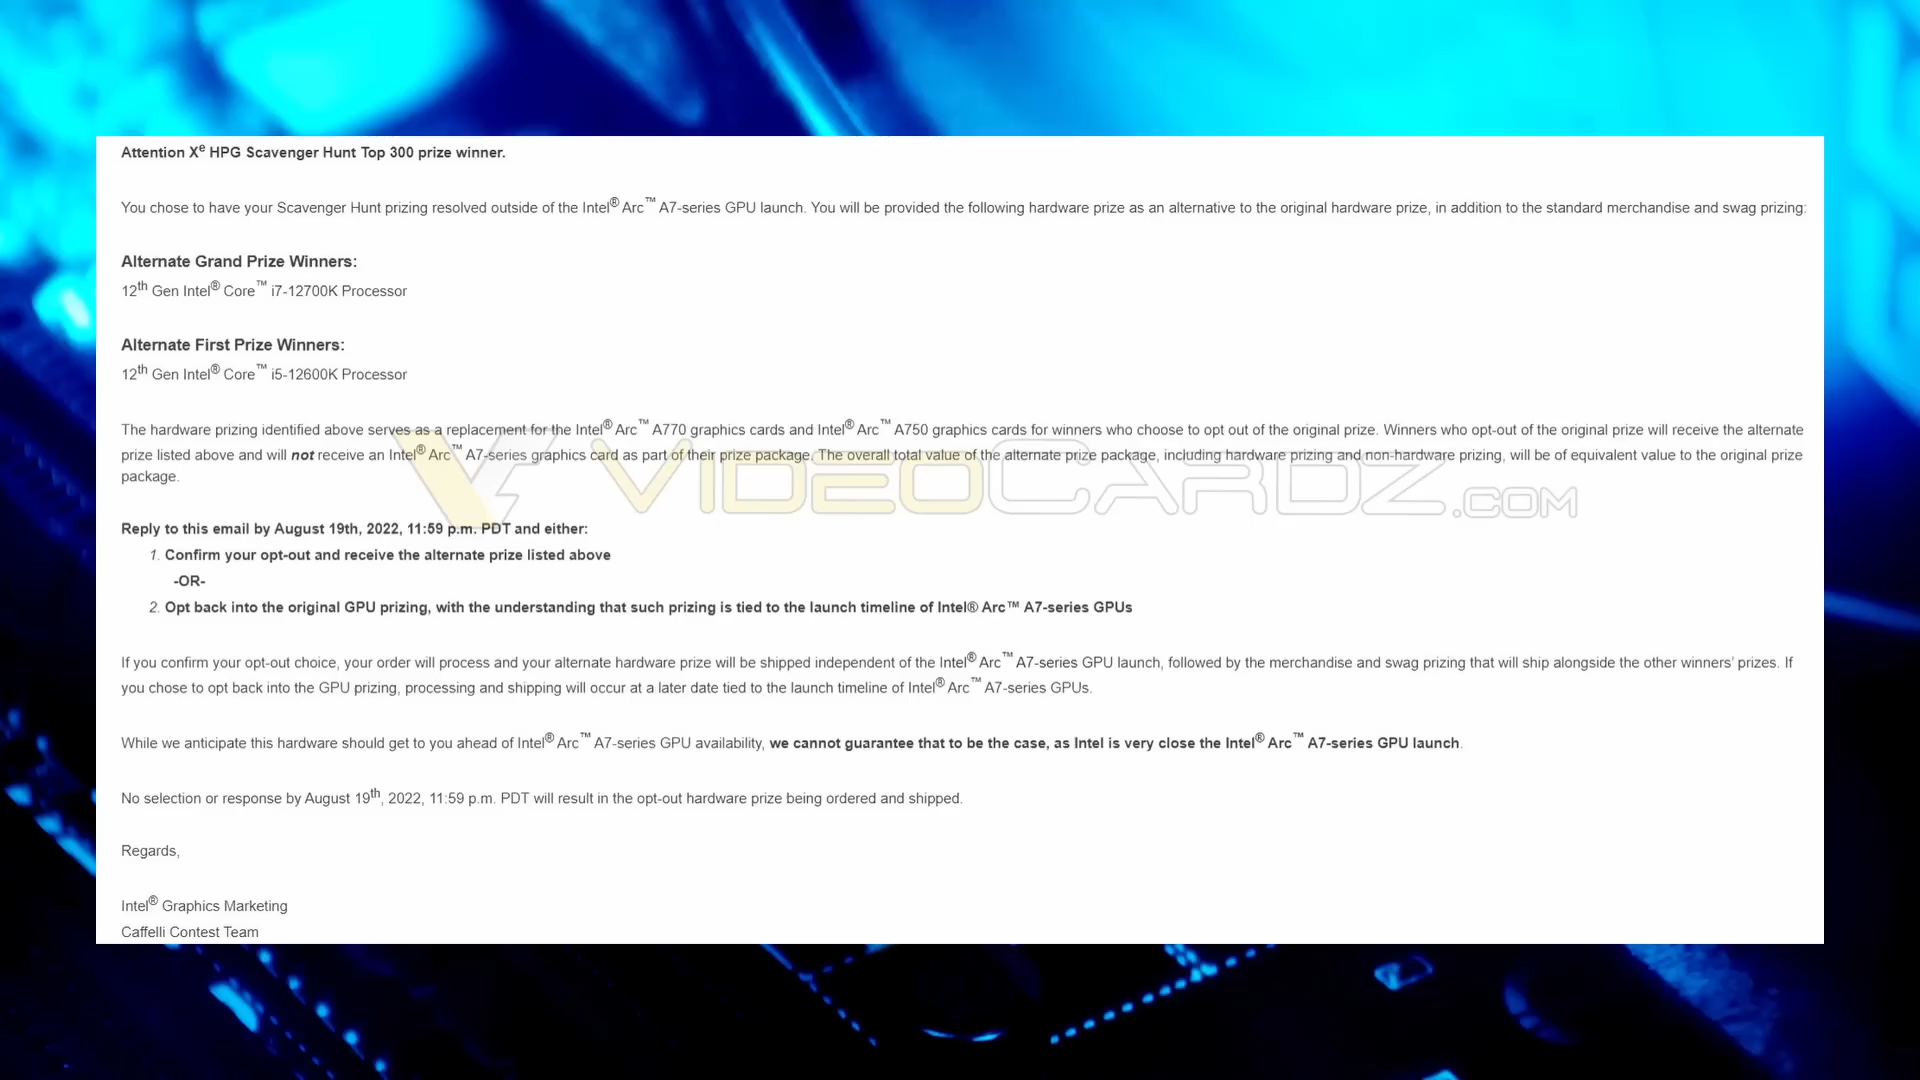 Attention Xe HPG Scavenger Hunt Top 300 prize winner.
You chose to have your Scavenger Hunt prizing resolved outside of the Intel® Arc™ A7-series GPU launch. You will be provided the following hardware prize as an alternative to the original hardware prize, in addition to the standard merchandise and swag prizing:
Alternate Grand Prize Winners:
12th Gen Intel® Core™ i7-12700K Processor
Alternate First Prize Winners:
12th Gen Intel® Core™ i5-12600K Processor
The hardware prizing identified above serves as a replacement for the Intel® Arc™ A770 graphics cards and Intel® Arc™ A750 graphics cards for winners who choose to opt out of the original prize. Winners who opt-out of the original prize will receive the alternate
prize listed above and will not receive an Intel® Arc™ A7-series graphics card as part of their prize package. The overall total value of the alternate prize package, including hardware prizing and non-hardware prizing, will be of equivalent value to the original prize
package.
VIDEOCARDZ.COM
Reply to this email by August 19th, 2022, 11:59 p.m. PDT and either:
1. Confirm your opt-out and receive the alternate prize listed above
-OR-
2. Opt back into the original GPU prizing, with the understanding that such prizing is tied to the launch timeline of Intel® Arc™ A7-series GPUs
If you confirm your opt-out choice, your order will process and your alternate hardware prize will be shipped independent of the Intel® Arc™ A7-series GPU launch, followed by the merchandise and swag prizing that will ship alongside the other winners' prizes. If
you chose to opt back into the GPU prizing, processing and shipping will occur at a later date tied to the launch timeline of Intel® Arc™ A7-series GPUs.
While we anticipate this hardware should get to you ahead of Intel® Arc™ A7-series GPU availability, we cannot guarantee that to be the case, as Intel is very close the Intel® Arc™ A7-series GPU launch.
No selection or response by August 19th, 2022, 11:59 p.m. PDT will result in the opt-out hardware prize being ordered and shipped.
Regards,
Intel® Graphics Marketing
Caffelli Contest Team